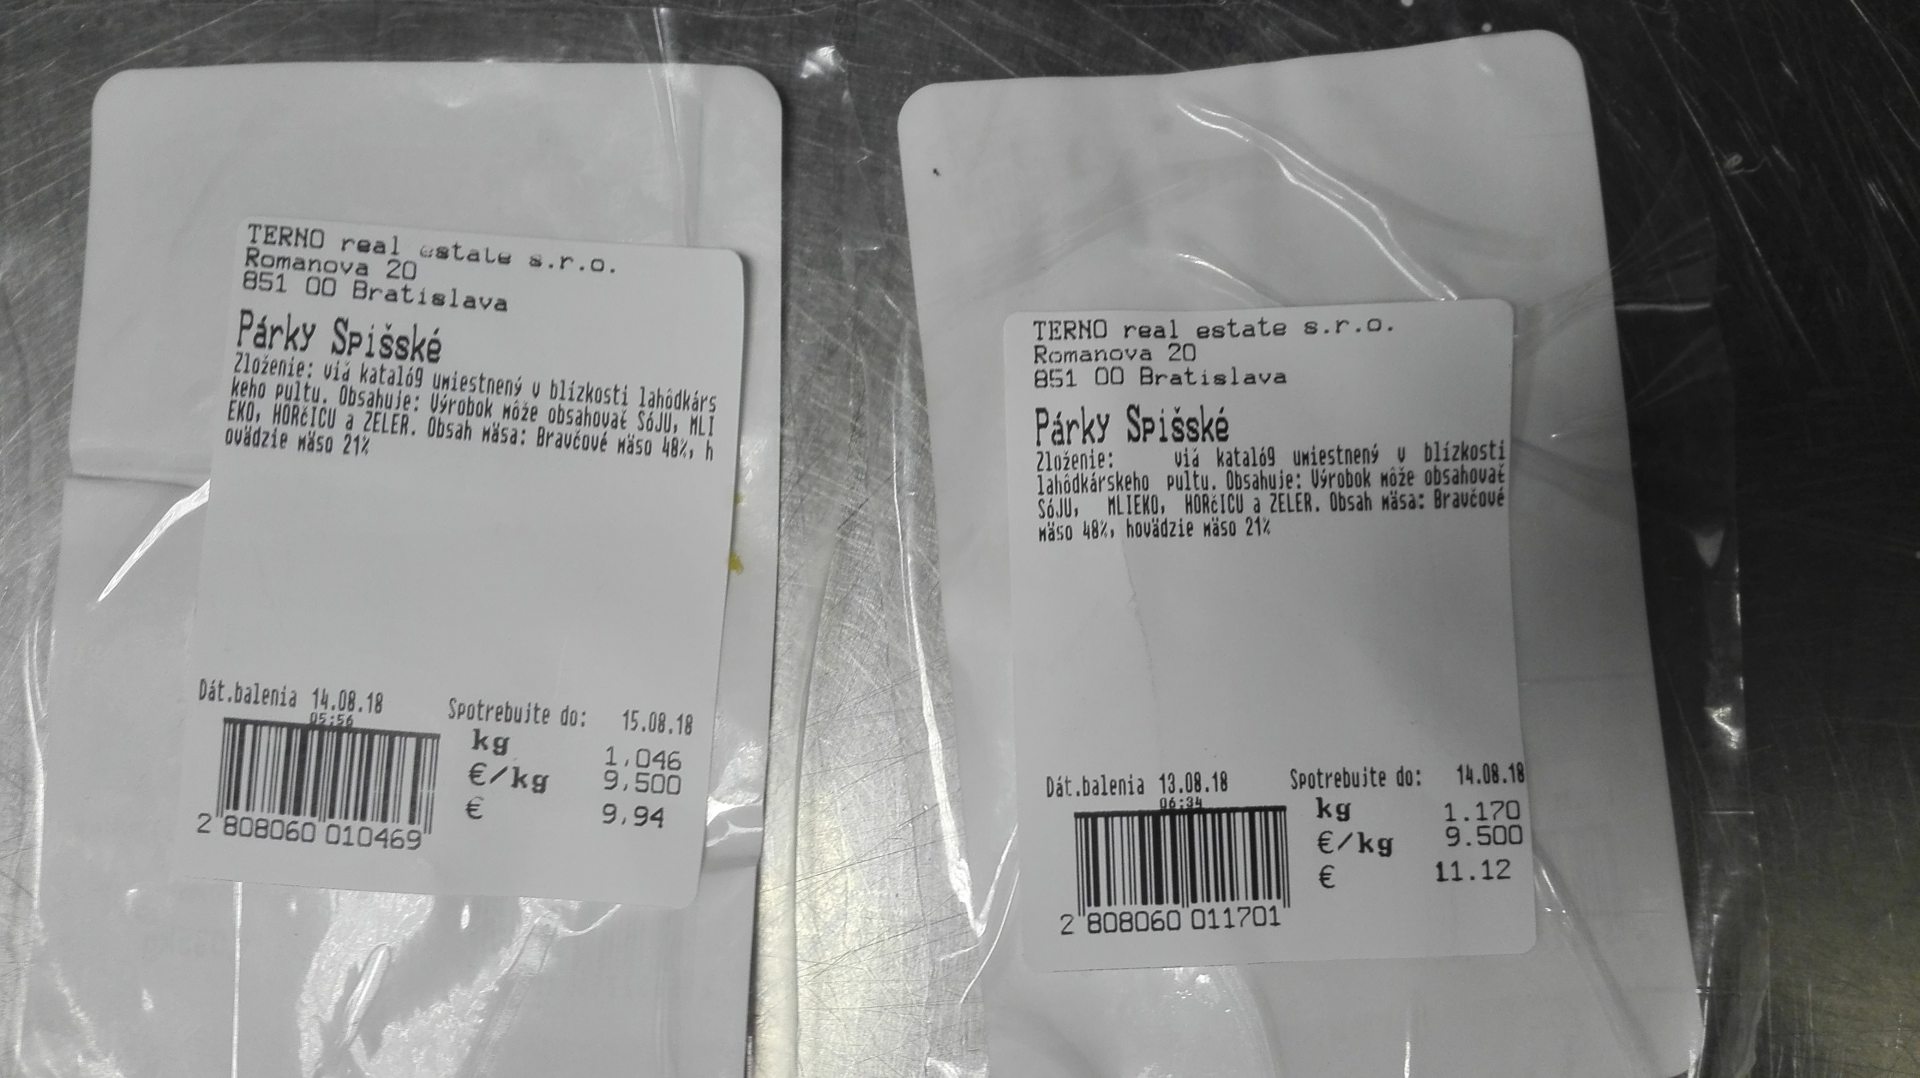 TERNO real estate s.r.o.
Romanova 20
851 00 Bratislava
Párky Spišské
Zloženie: viď katalóg umiestnený v blízkosti lahôdkárs
keho pultu. Obsahuje: Výrobok môže obsahovať SóJU, MLI
EKO, HORčICU a ZELER. Obsah mäsa: Bravčové mäso 48%, h
ovädzie mäso 21%
Dát.balenia 14.08.18 Spotrebujte do: 15.08.18
05:56
kg 1,046
€/kg 9,500
€ 9,94
2 808060 010469
TERNO real estate s.r.o.
Romanova 20
851 00 Bratislava
Párky Spišské
Zloženie: viď katalóg umiestnený v blízkosti
lahôdkárskeho pultu. Obsahuje: Výrobok môže obsahovať
SóJU, MLIEKO, HORčICU a ZELER. Obsah mäsa: Bravčové
mäso 48%, hovädzie mäso 21%
Dát.balenia 13.08.18 Spotrebujte do: 14.08.18
06:34
kg 1.170
€/kg 9.500
€ 11.12
2 808060 011701